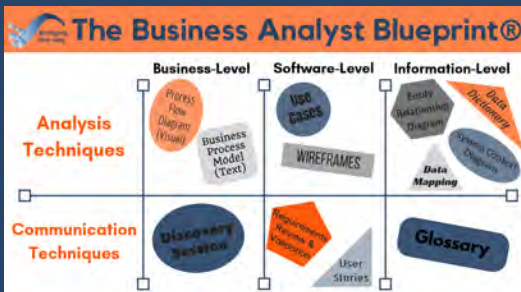 The Business Analyst Blueprint®
Business-Level
Software-Level
Information-Level
Analysis
Techniques
Process
Flow
Diagram
(Visual)
Business
Process
Model
(Text)
Use
Cases
WIREFRAMES
Entity
Relationship
Diagram
Data
Dictionary
System Context
Diagram
Data
Mapping
Communication
Techniques
Discovery
Session
Requirements
Review &
Validation
User
Stories
Glossary